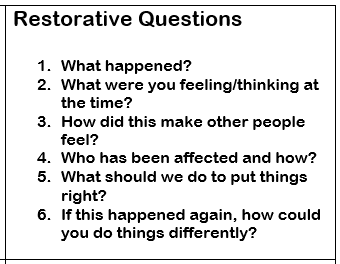 Restorative Questions
1. What happened?
2. What were you feeling/thinking at
the time?
3. How did this make other people
feel?
4. Who has been affected and how?
5. What should we do to put things
right?
6. If this happened again, how could
you do things differently?